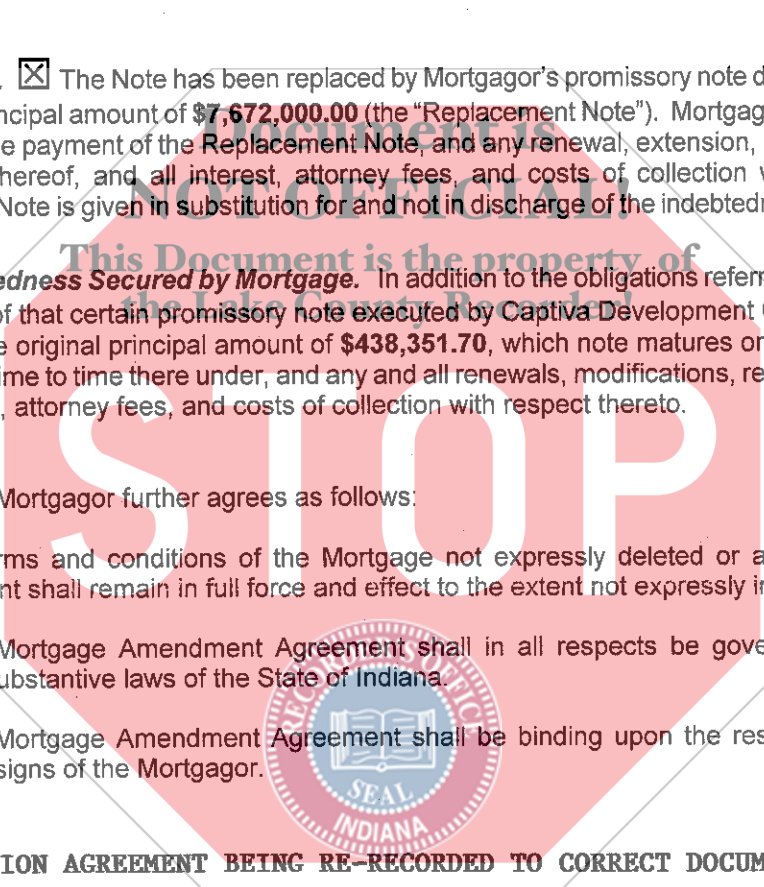 . ☒ The Note has been replaced by Mortgagor's promissory note d
ncipal amount of $7,672,000.00 (the "Replacement Note"). Mortgag
e payment of the Replacement Note, and any renewal, extension,
hereof, and all interest, attorney fees, and costs of collection
Note is given in substitution for and not in discharge of the indebted
Document is
NOT OFFICIAL!
This Document is the property of
the Lake County Recorder!
edness Secured by Mortgage. In addition to the obligations referr
of that certain promissory note executed by Captiva Development
e original principal amount of $438,351.70, which note matures on
ime to time there under, and any and all renewals, modifications, re
, attorney fees, and costs of collection with respect thereto.
STOP
Mortgagor further agrees as follows:
rms and conditions of the Mortgage not expressly deleted or a
nt shall remain in full force and effect to the extent not expressly i
Mortgage Amendment Agreement shall in all respects be gove
ubstantive laws of the State of Indiana.
Mortgage Amendment Agreement shall be binding upon the res
signs of the Mortgagor.
RECORDER'S OFFICE
SEAL
INDIANA
ION AGREEMENT BEING RE-RECORDED TO CORRECT DOCUM